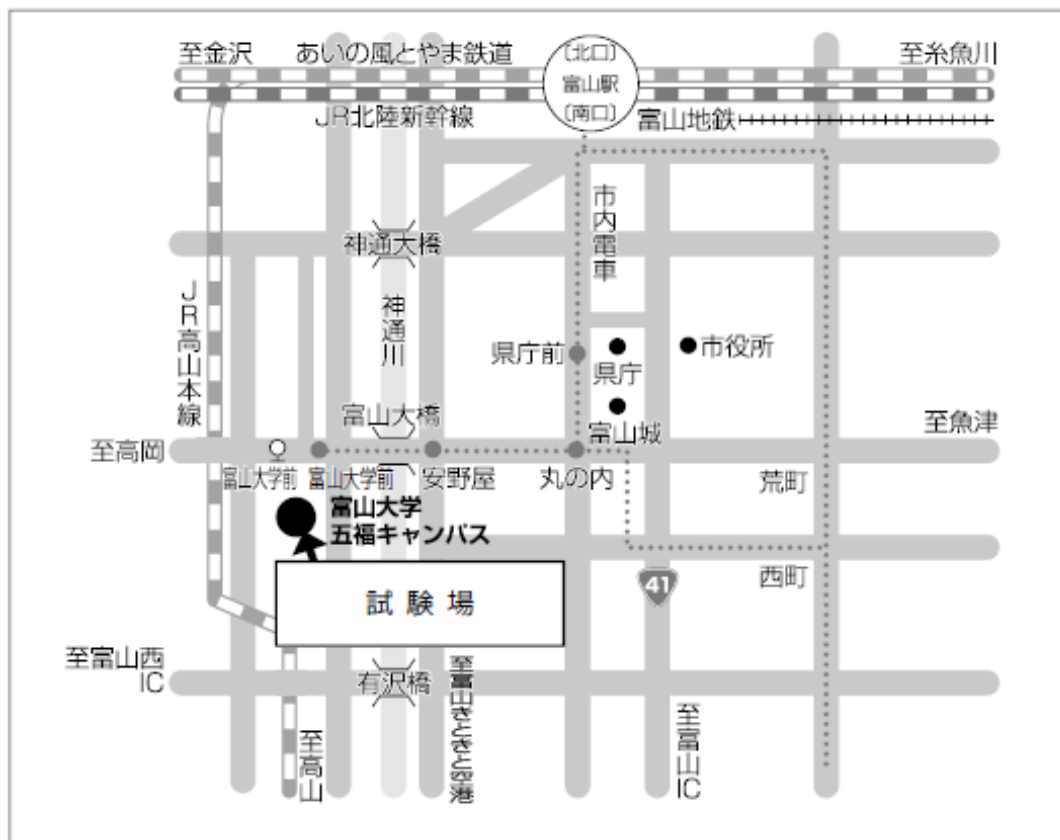 至金沢
あいの風とやま鉄道
〔北口〕
富山駅
〔南口〕
至糸魚川
JR北陸新幹線
富山地鉄
市内電車
神通大橋
JR高山本線
神通川
県庁前
県庁
市役所
富山大橋
富山城
至高岡
至魚津
富山大学前
富山大学前
安野屋
丸の内
荒町
富山大学
五福キャンパス
西町
41
試験場
至富山西
IC
有沢橋
至富山きときと空港
至高山
至富山IC